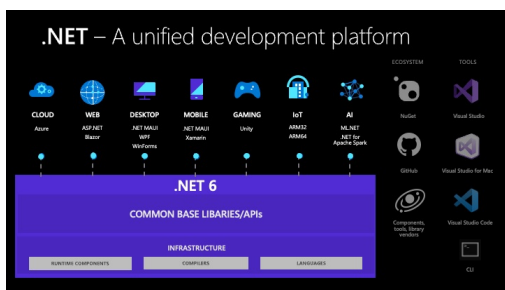 .NET – A unified development platform
ECOSYSTEM
TOOLS
CLOUD
WEB
DESKTOP
MOBILE
GAMING
IoT
AI
Azure
ASP.NET
Blazor
.NET MAUI
WPF
WinForms
.NET MAUI
Xamarin
Unity
ARM32
ARM64
ML.NET
.NET for
Apache Spark
NuGet
Visual Studio
GitHub
Visual Studio for Mac
Components,
tools, library
vendors
Visual Studio Code
CLI
.NET 6
COMMON BASE LIBARIES/APIs
INFRASTRUCTURE
RUNTIME COMPONENTS
COMPILERS
LANGUAGES